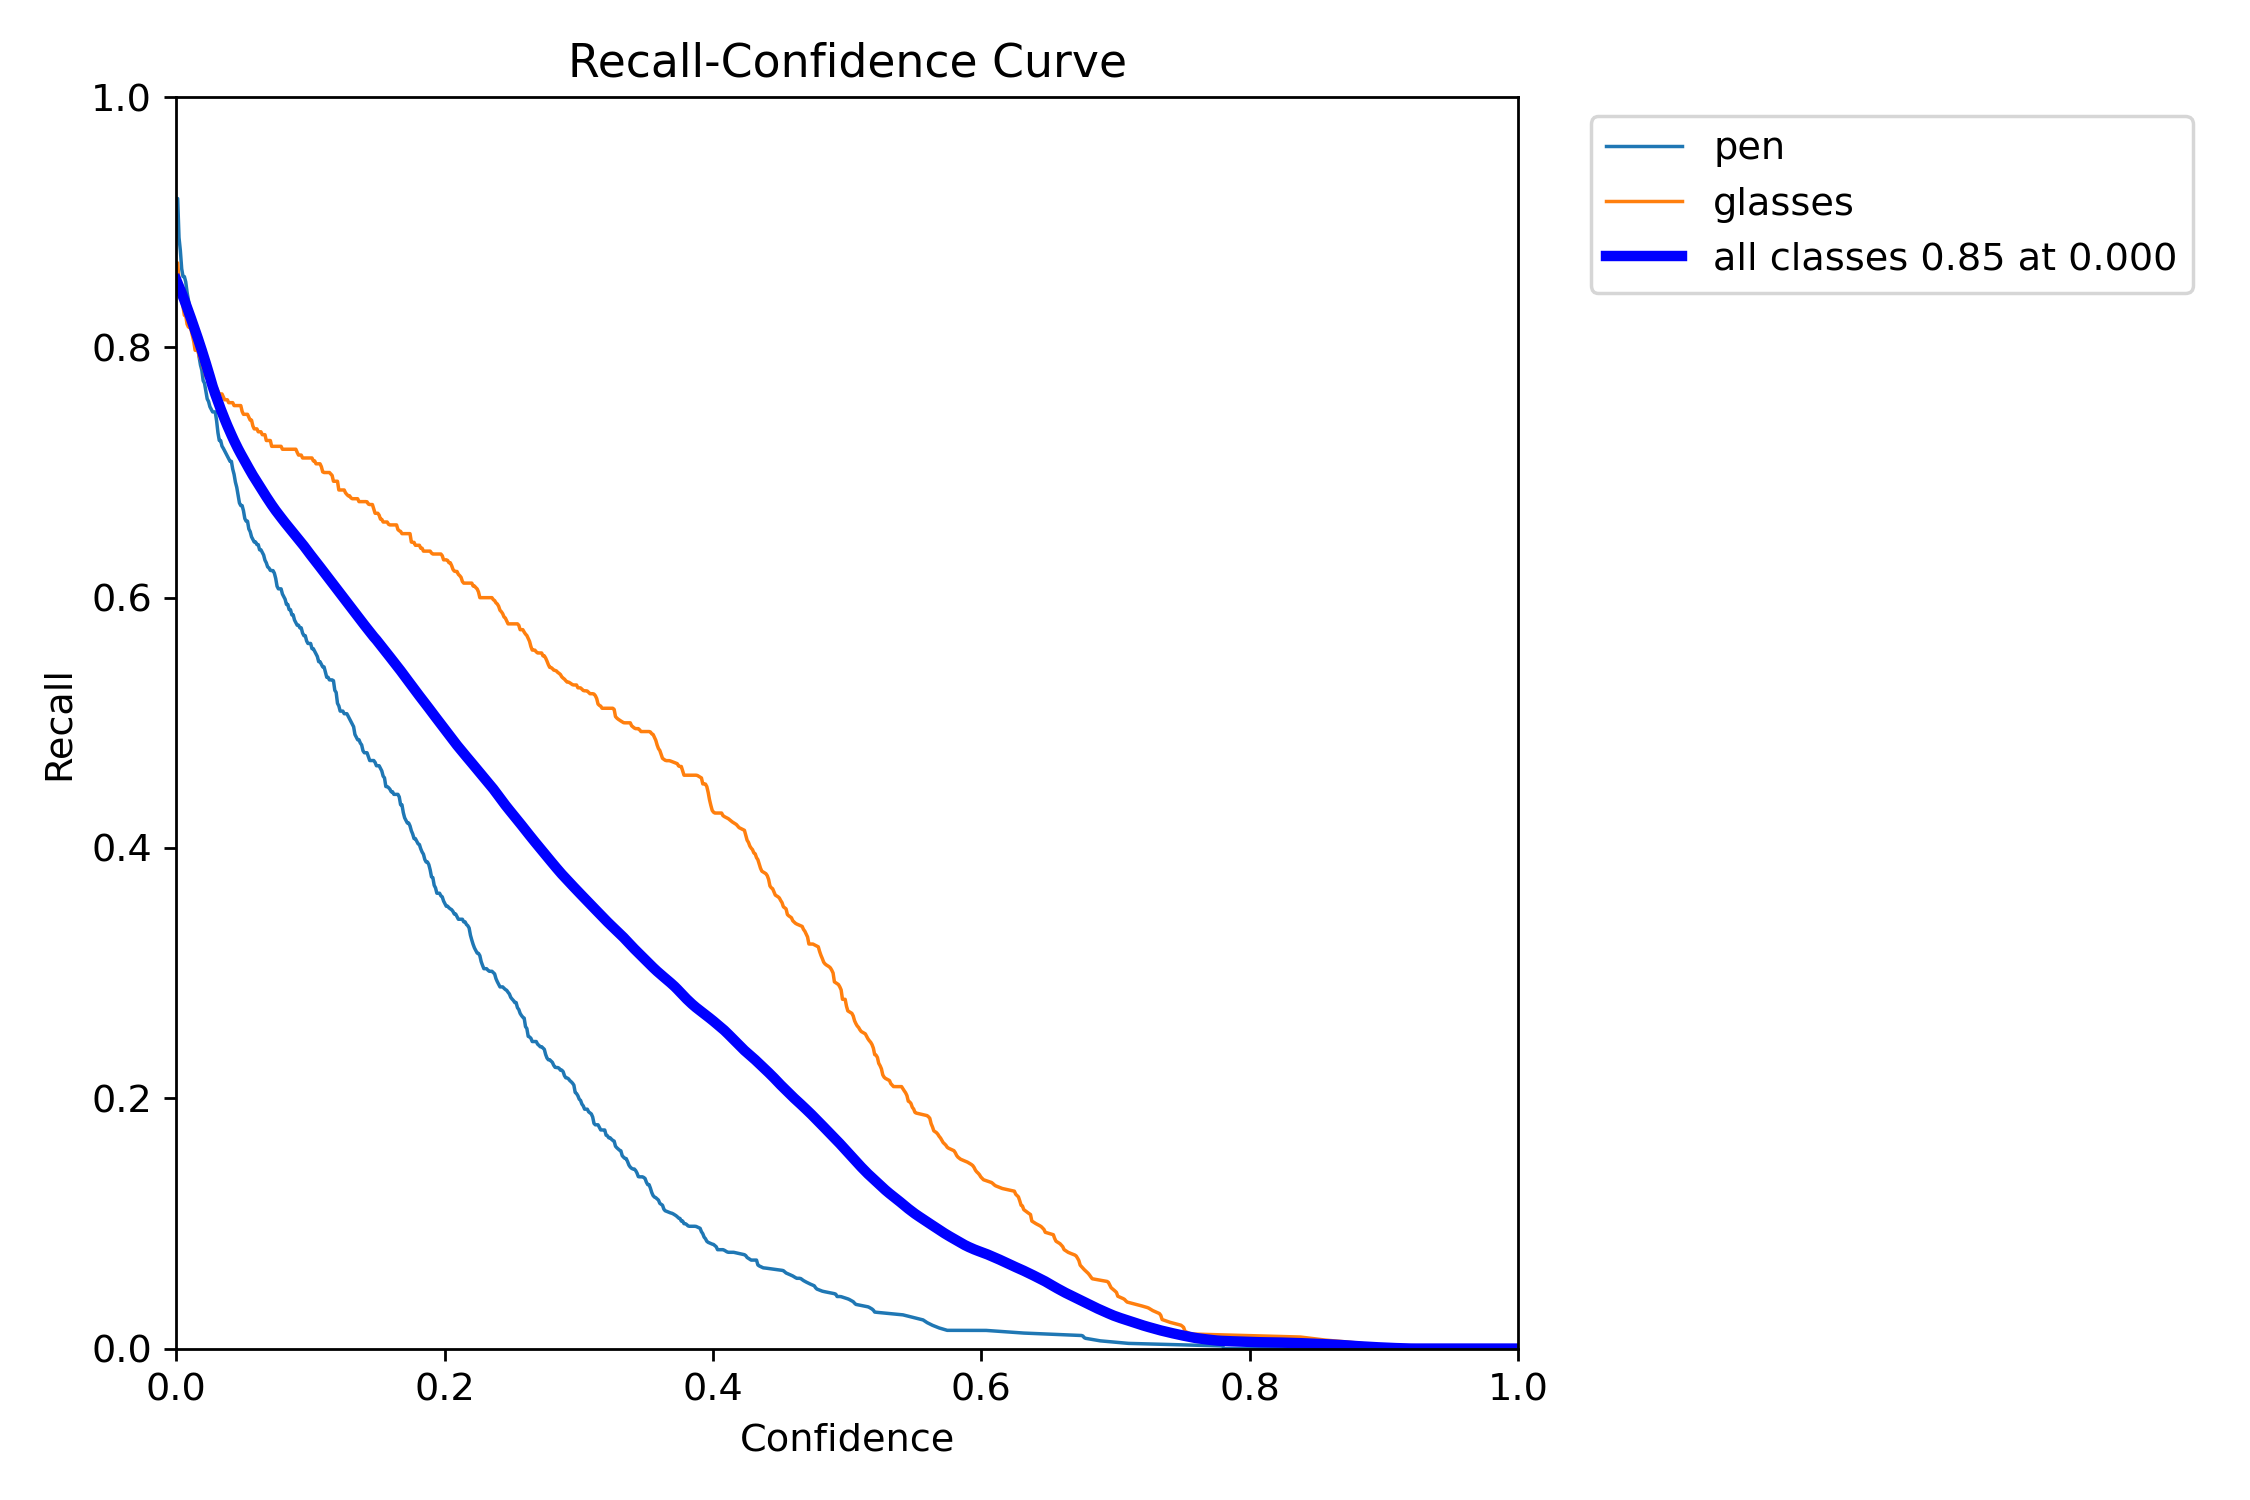 Recall-Confidence Curve
1.0
0.8
0.6
0.4
0.2
0.0
Recall
0.0 0.2 0.4 0.6 0.8 1.0
Confidence
pen
glasses
all classes 0.85 at 0.000